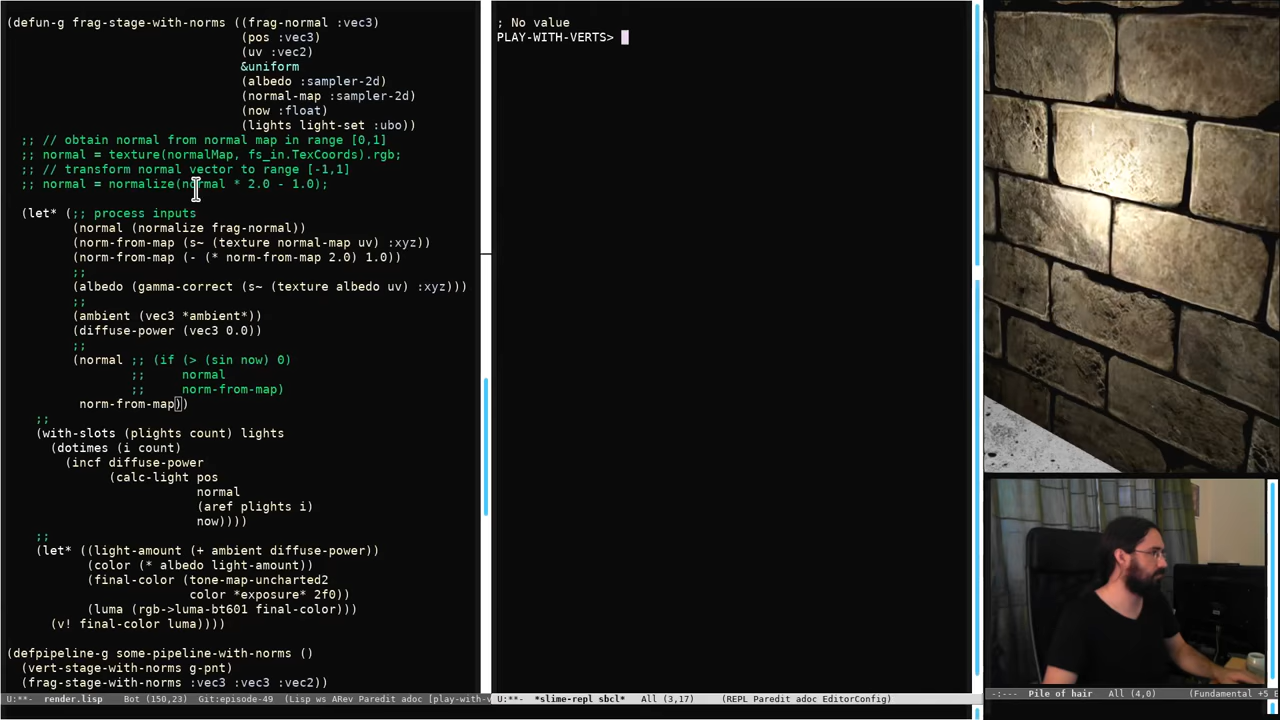 (defun-g frag-stage-with-norms ((frag-normal :vec3)
(pos :vec3)
(uv :vec2)
&uniform
(albedo :sampler-2d)
(normal-map :sampler-2d)
(now :float)
(lights light-set :ubo))
;; // obtain normal from normal map in range [0,1]
;; normal = texture(normalMap, fs_in.TexCoords).rgb;
;; // transform normal vector to range [-1,1]
;; normal = normalize(normal * 2.0 - 1.0);
(let* (;; process inputs
(normal (normalize frag-normal))
(norm-from-map (s~ (texture normal-map uv) :xyz))
(norm-from-map (- (* norm-from-map 2.0) 1.0))
;;
(albedo (gamma-correct (s~ (texture albedo uv) :xyz)))
;;
(ambient (vec3 *ambient*))
(diffuse-power (vec3 0.0))
;;
(normal ;; (if (> (sin now) 0)
;; normal
;; norm-from-map)
norm-from-map))
;;
(with-slots (plights count) lights
(dotimes (i count)
(incf diffuse-power
(calc-light pos
normal
(aref plights i)
now))))
;;
(let* ((light-amount (+ ambient diffuse-power))
(color (* albedo light-amount))
(final-color (tone-map-uncharted2
color *exposure* 2f0))
(luma (rgb->luma-bt601 final-color)))
(v! final-color luma))))
(defpipeline-g some-pipeline-with-norms ()
(vert-stage-with-norms g-pnt)
(frag-stage-with-norms :vec3 :vec3 :vec2))
U:**- render.lisp Bot (150,23) Git:episode-49 (Lisp ws ARev Paredit adoc [play-with-v
; No value
PLAY-WITH-VERTS>
U:**- *slime-repl sbcl* All (3,17) (REPL Paredit adoc EditorConfig)
-:--- Pile of hair All (4,0) (Fundamental +5 E